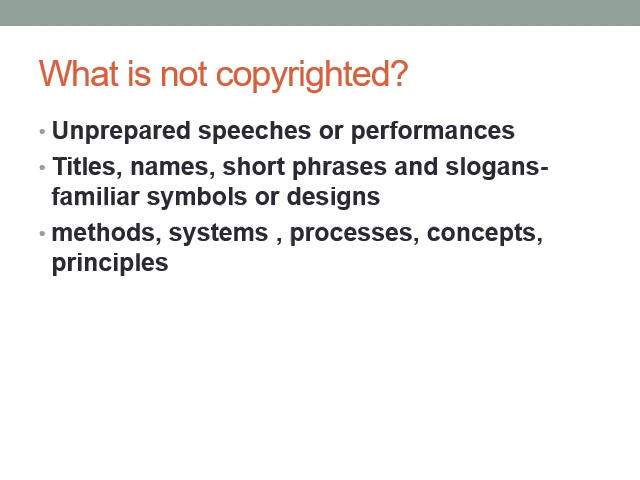 What is not copyrighted?
• Unprepared speeches or performances
• Titles, names, short phrases and slogans-
familiar symbols or designs
• methods, systems , processes, concepts,
principles